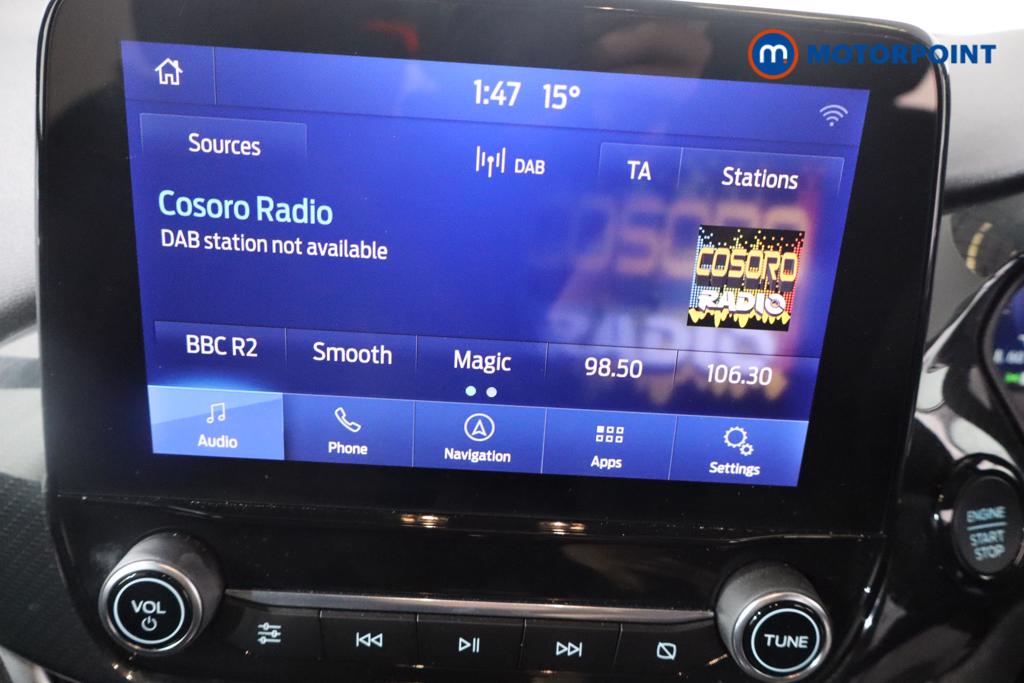 m MOTORPOINT
1:47 15°
Sources
DAB
TA
Stations
Cosoro Radio
DAB station not available
COSORO
RADIO
BBC R2
Smooth
Magic
98.50
106.30
Audio
Phone
Navigation
Apps
Settings
ENGINE
START
STOP
VOL
TUNE